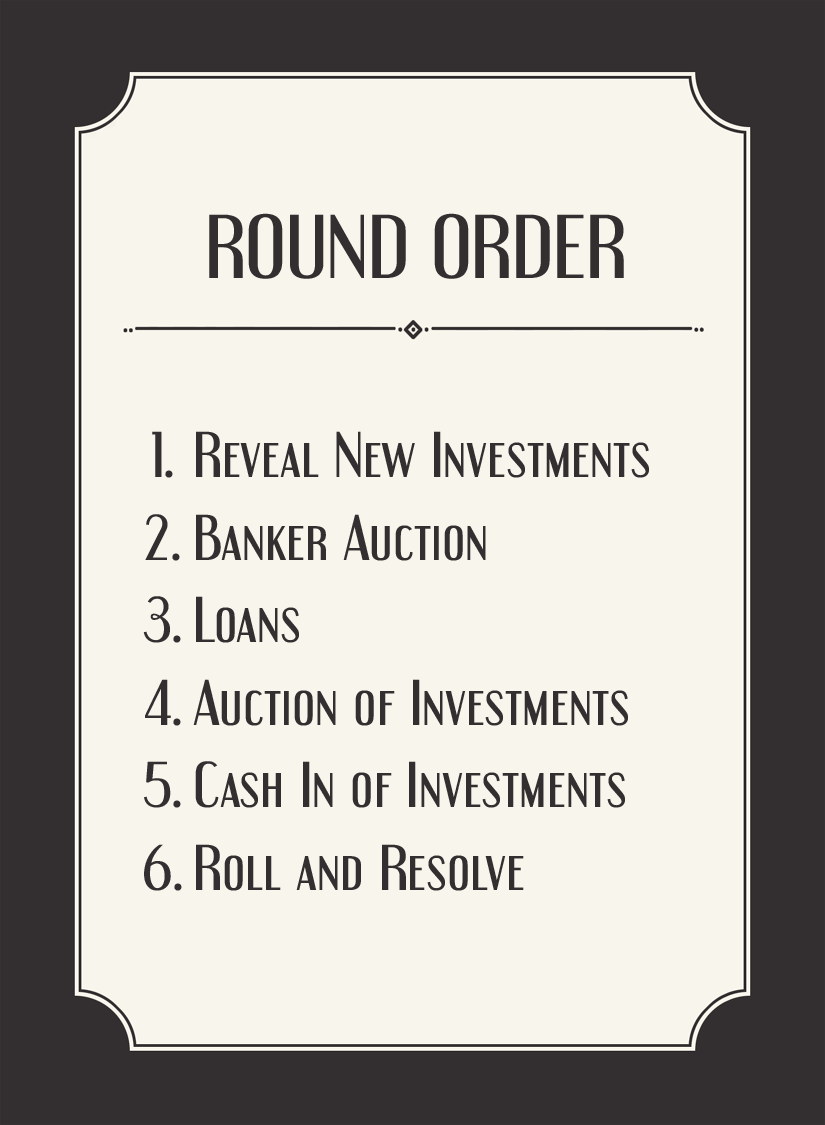 ROUND ORDER
1. Reveal New Investments
2. Banker Auction
3. Loans
4. Auction of Investments
5. Cash In of Investments
6. Roll and Resolve